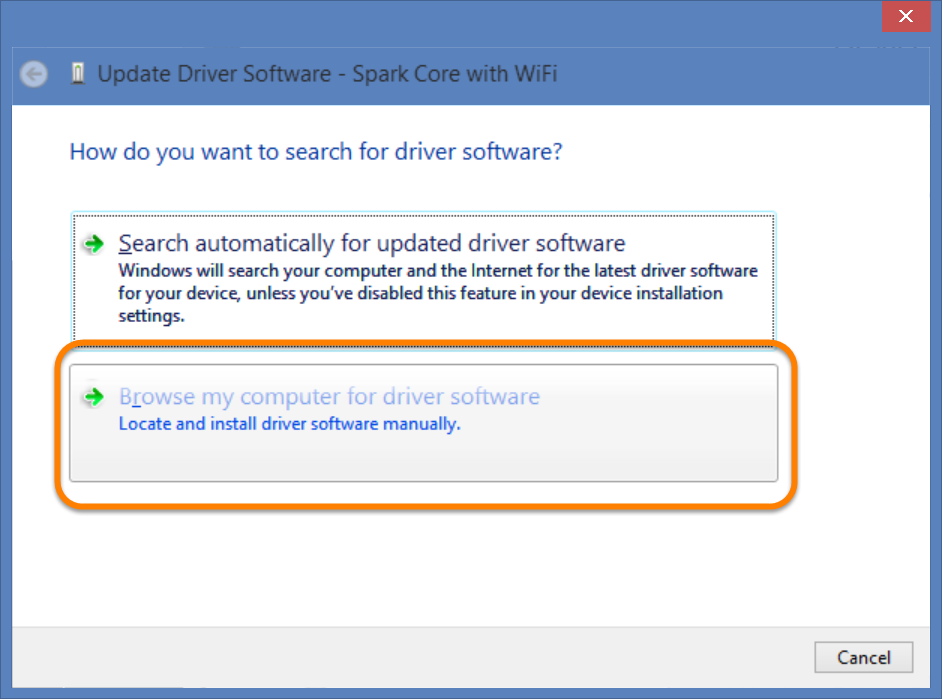 Update Driver Software - Spark Core with WiFi
How do you want to search for driver software?
Search automatically for updated driver software
Windows will search your computer and the Internet for the latest driver software
for your device, unless you've disabled this feature in your device installation
settings.
Browse my computer for driver software
Locate and install driver software manually.
Cancel